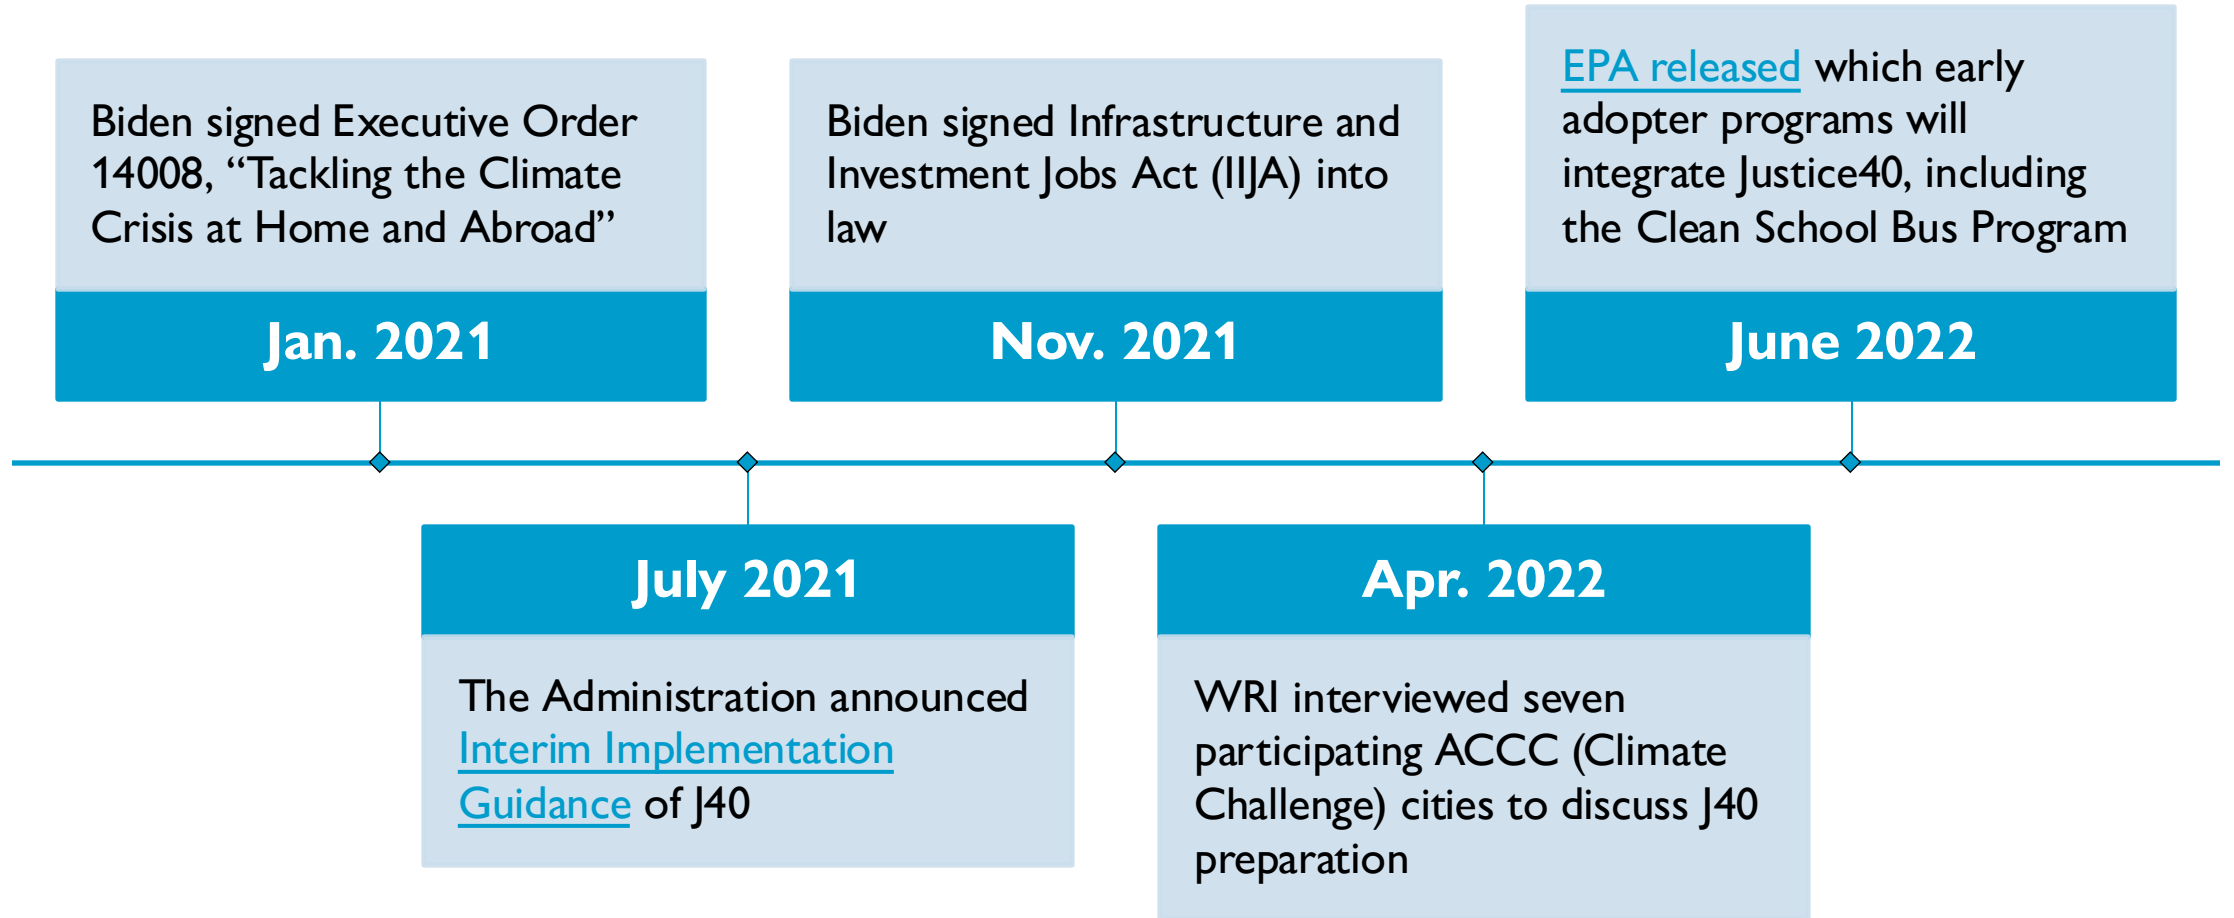 Biden signed Executive Order
14008, “Tackling the Climate
Crisis at Home and Abroad”
Jan. 2021
The Administration announced
Interim Implementation
Guidance of J40
July 2021
Biden signed Infrastructure and
Investment Jobs Act (IIJA) into
law
Nov. 2021
Apr. 2022
WRI interviewed seven
participating ACCC (Climate
Challenge) cities to discuss J40
preparation
EPA released which early
adopter programs will
integrate Justice40, including
the Clean School Bus Program
June 2022